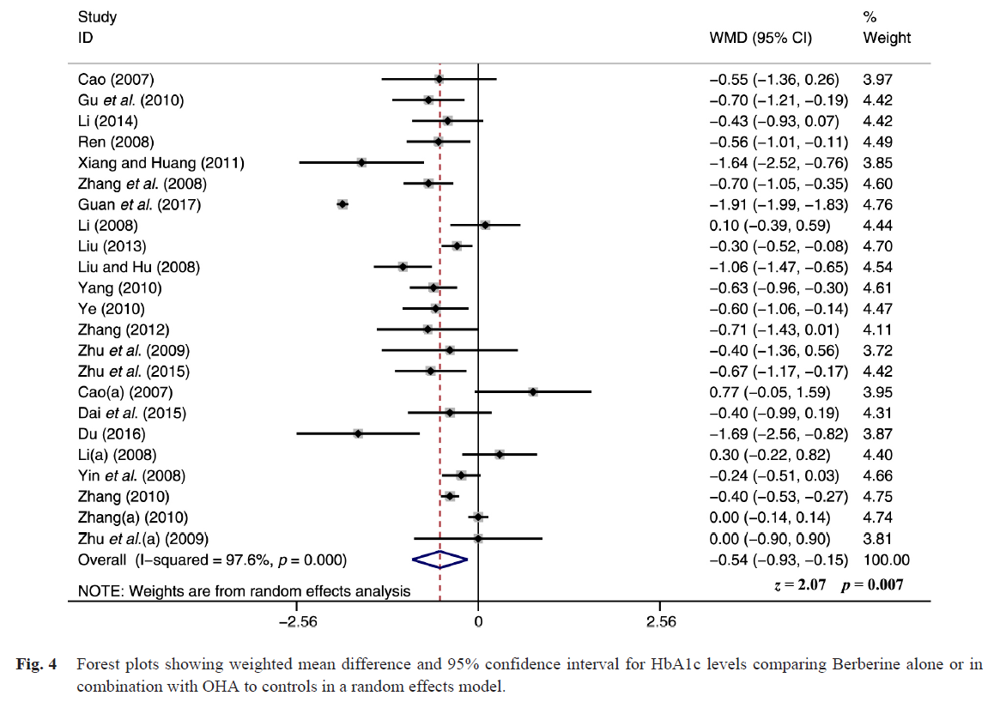 Study %
ID WMD (95% CI) Weight
Cao (2007) −0.55 (−1.36, 0.26) 3.97
Gu et al. (2010) −0.70 (−1.21, −0.19) 4.42
Li (2014) −0.43 (−0.93, 0.07) 4.42
Ren (2008) −0.56 (−1.01, −0.11) 4.49
Xiang and Huang (2011) −1.64 (−2.52, −0.76) 3.85
Zhang et al. (2008) −0.70 (−1.05, −0.35) 4.60
Guan et al. (2017) −1.91 (−1.99, −1.83) 4.76
Li (2008) 0.10 (−0.39, 0.59) 4.44
Liu (2013) −0.30 (−0.52, −0.08) 4.70
Liu and Hu (2008) −1.06 (−1.47, −0.65) 4.54
Yang (2010) −0.63 (−0.96, −0.30) 4.61
Ye (2010) −0.60 (−1.06, −0.14) 4.47
Zhang (2012) −0.71 (−1.43, 0.01) 4.11
Zhu et al. (2009) −0.40 (−1.36, 0.56) 3.72
Zhu et al. (2015) −0.67 (−1.17, −0.17) 4.42
Cao(a) (2007) 0.77 (−0.05, 1.59) 3.95
Dai et al. (2015) −0.40 (−0.99, 0.19) 4.31
Du (2016) −1.69 (−2.56, −0.82) 3.87
Li(a) (2008) 0.30 (−0.22, 0.82) 4.40
Yin et al. (2008) −0.24 (−0.51, 0.03) 4.66
Zhang (2010) −0.40 (−0.53, −0.27) 4.75
Zhang(a) (2010) 0.00 (−0.14, 0.14) 4.74
Zhu et al.(a) (2009) 0.00 (−0.90, 0.90) 3.81
Overall (I−squared = 97.6%, p = 0.000) −0.54 (−0.93, −0.15) 100.00
z = 2.07 p = 0.007
NOTE: Weights are from random effects analysis
−2.56 0 2.56
Fig. 4 Forest plots showing weighted mean difference and 95% confidence interval for HbA1c levels comparing Berberine alone or in
combination with OHA to controls in a random effects model.